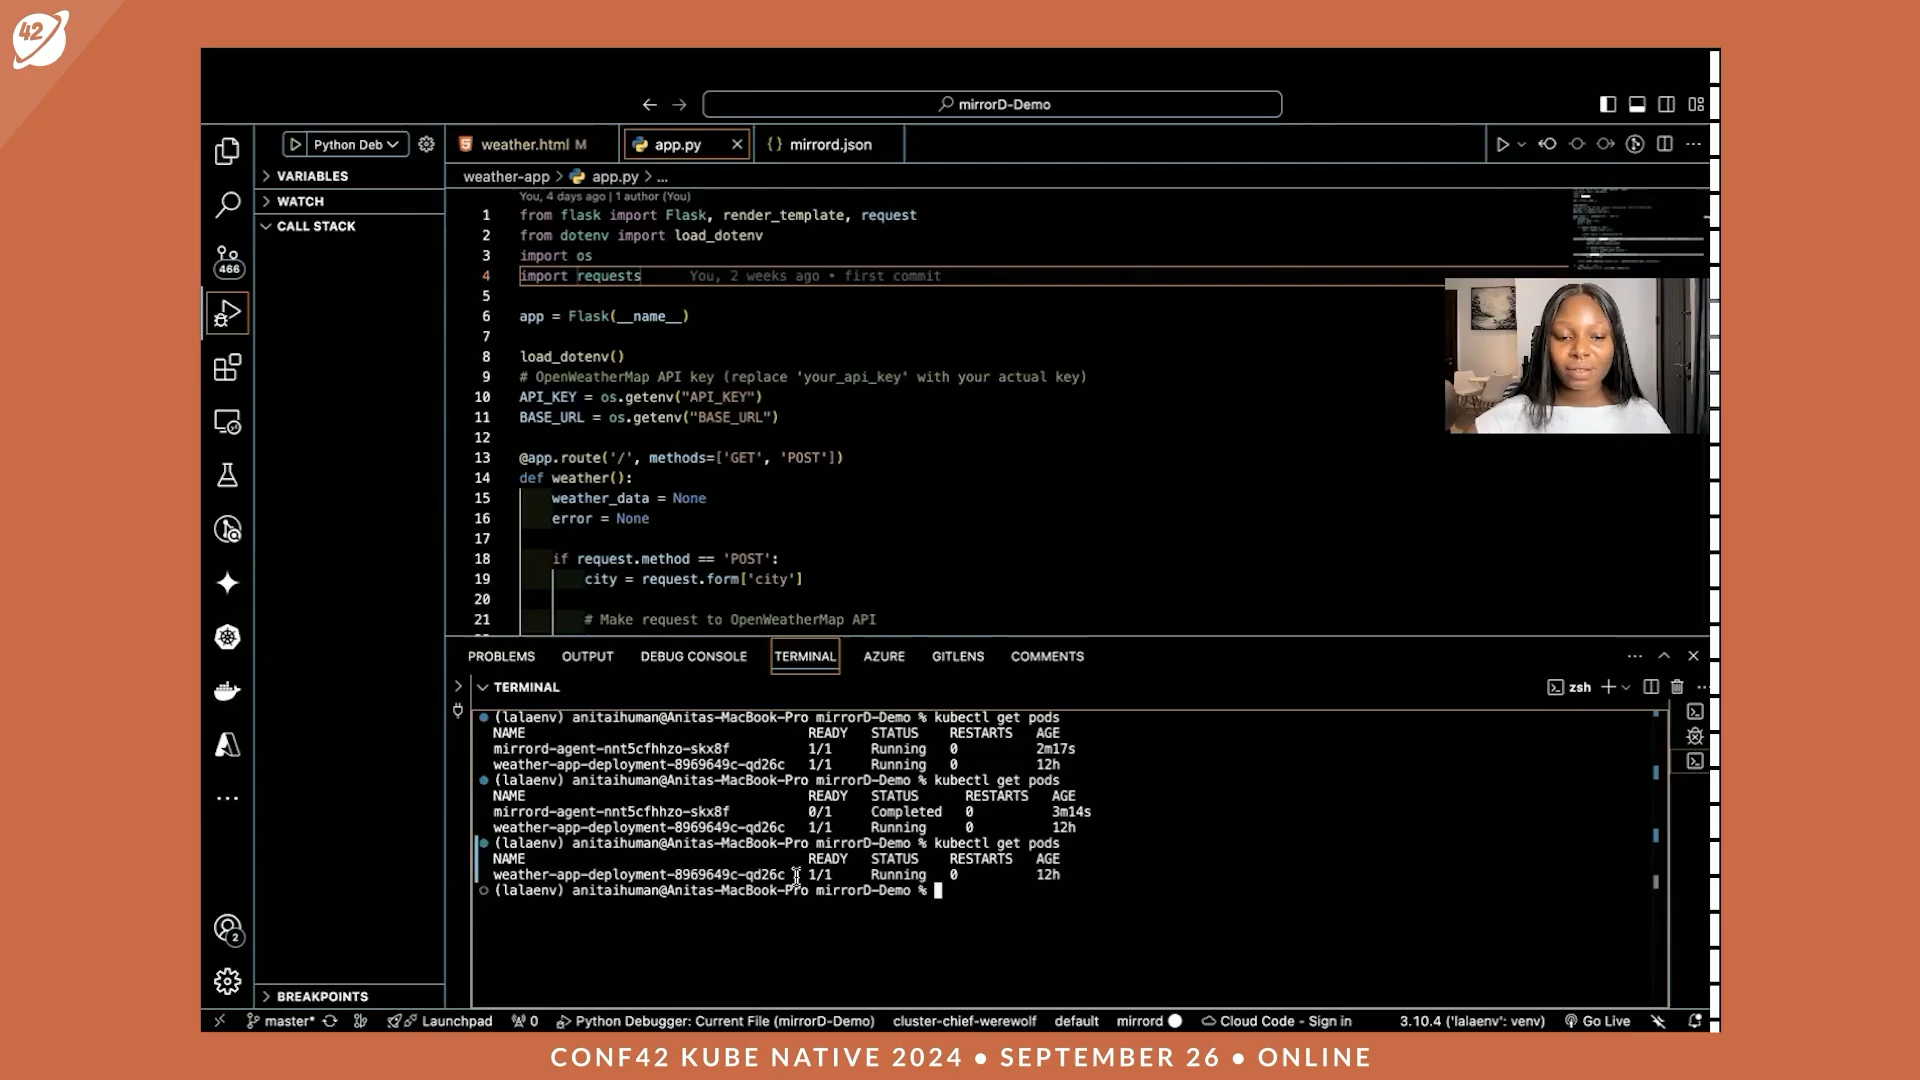 42
mirrorD-Demo
Python Deb
weather.html M
app.py
mirrord.json
VARIABLES
WATCH
CALL STACK
BREAKPOINTS
466
2
weather-app > app.py > ...
You, 4 days ago | 1 author (You)
1 from flask import Flask, render_template, request
2 from dotenv import load_dotenv
3 import os
4 import requests You, 2 weeks ago • first commit
5
6 app = Flask(__name__)
7
8 load_dotenv()
9 # OpenWeatherMap API key (replace 'your_api_key' with your actual key)
10 API_KEY = os.getenv("API_KEY")
11 BASE_URL = os.getenv("BASE_URL")
12
13 @app.route('/', methods=['GET', 'POST'])
14 def weather():
15 weather_data = None
16 error = None
17
18 if request.method == 'POST':
19 city = request.form['city']
20
21 # Make request to OpenWeatherMap API
PROBLEMS OUTPUT DEBUG CONSOLE TERMINAL AZURE GITLENS COMMENTS
TERMINAL
zsh
(lalaenv) anitaihuman@Anitas-MacBook-Pro mirrorD-Demo % kubectl get pods
NAME READY STATUS RESTARTS AGE
mirrord-agent-nnt5cfhhzo-skx8f 1/1 Running 0 2m17s
weather-app-deployment-8969649c-qd26c 1/1 Running 0 12h
(lalaenv) anitaihuman@Anitas-MacBook-Pro mirrorD-Demo % kubectl get pods
NAME READY STATUS RESTARTS AGE
mirrord-agent-nnt5cfhhzo-skx8f 0/1 Completed 0 3m14s
weather-app-deployment-8969649c-qd26c 1/1 Running 0 12h
(lalaenv) anitaihuman@Anitas-MacBook-Pro mirrorD-Demo % kubectl get pods
NAME READY STATUS RESTARTS AGE
weather-app-deployment-8969649c-qd26c 1/1 Running 0 12h
(lalaenv) anitaihuman@Anitas-MacBook-Pro mirrorD-Demo %
master* Launchpad 0 Python Debugger: Current File (mirrorD-Demo) cluster-chief-werewolf default mirrord Cloud Code - Sign in 3.10.4 ('lalaenv': venv) Go Live
CONF42 KUBE NATIVE 2024 • SEPTEMBER 26 • ONLINE